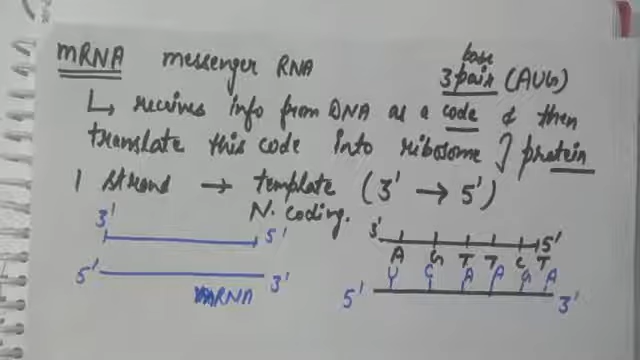 mRNA messenger RNA
base
3 pair (AUG)
↳ receives info from DNA as a code & then
translate this code into ribosome } protein
1 strand → template (3' → 5')
N. coding.
3' 5'
5' 3'
mRNA
3' 5'
A G T T C T
U C A A G A
5' 3'